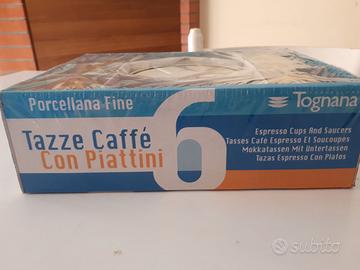 Porcellana Fine
Tognana
6
Tazze Caffé
Con Piattini
Espresso Cups And Saucers
Tasses Café Espresso Et Soucoupes
Mokkatassen Mit Untertassen
Tazas Espresso Con Platos
subito